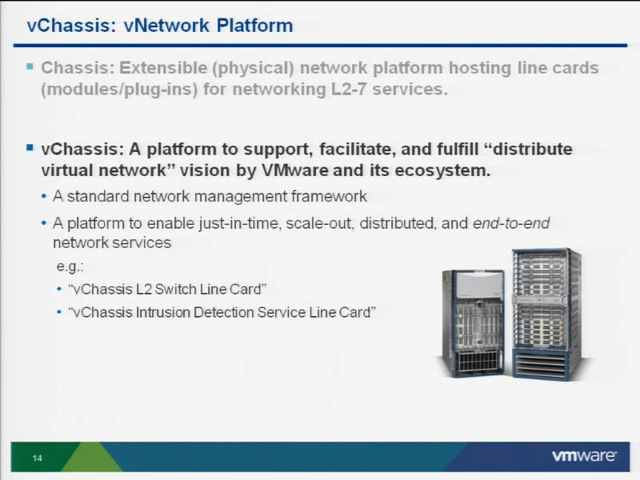 vChassis: vNetwork Platform
Chassis: Extensible (physical) network platform hosting line cards
(modules/plug-ins) for networking L2-7 services.
vChassis: A platform to support, facilitate, and fulfill “distribute
virtual network” vision by VMware and its ecosystem.
• A standard network management framework
• A platform to enable just-in-time, scale-out, distributed, and end-to-end
network services
e.g.:
• “vChassis L2 Switch Line Card”
• “vChassis Intrusion Detection Service Line Card”
14
vmware